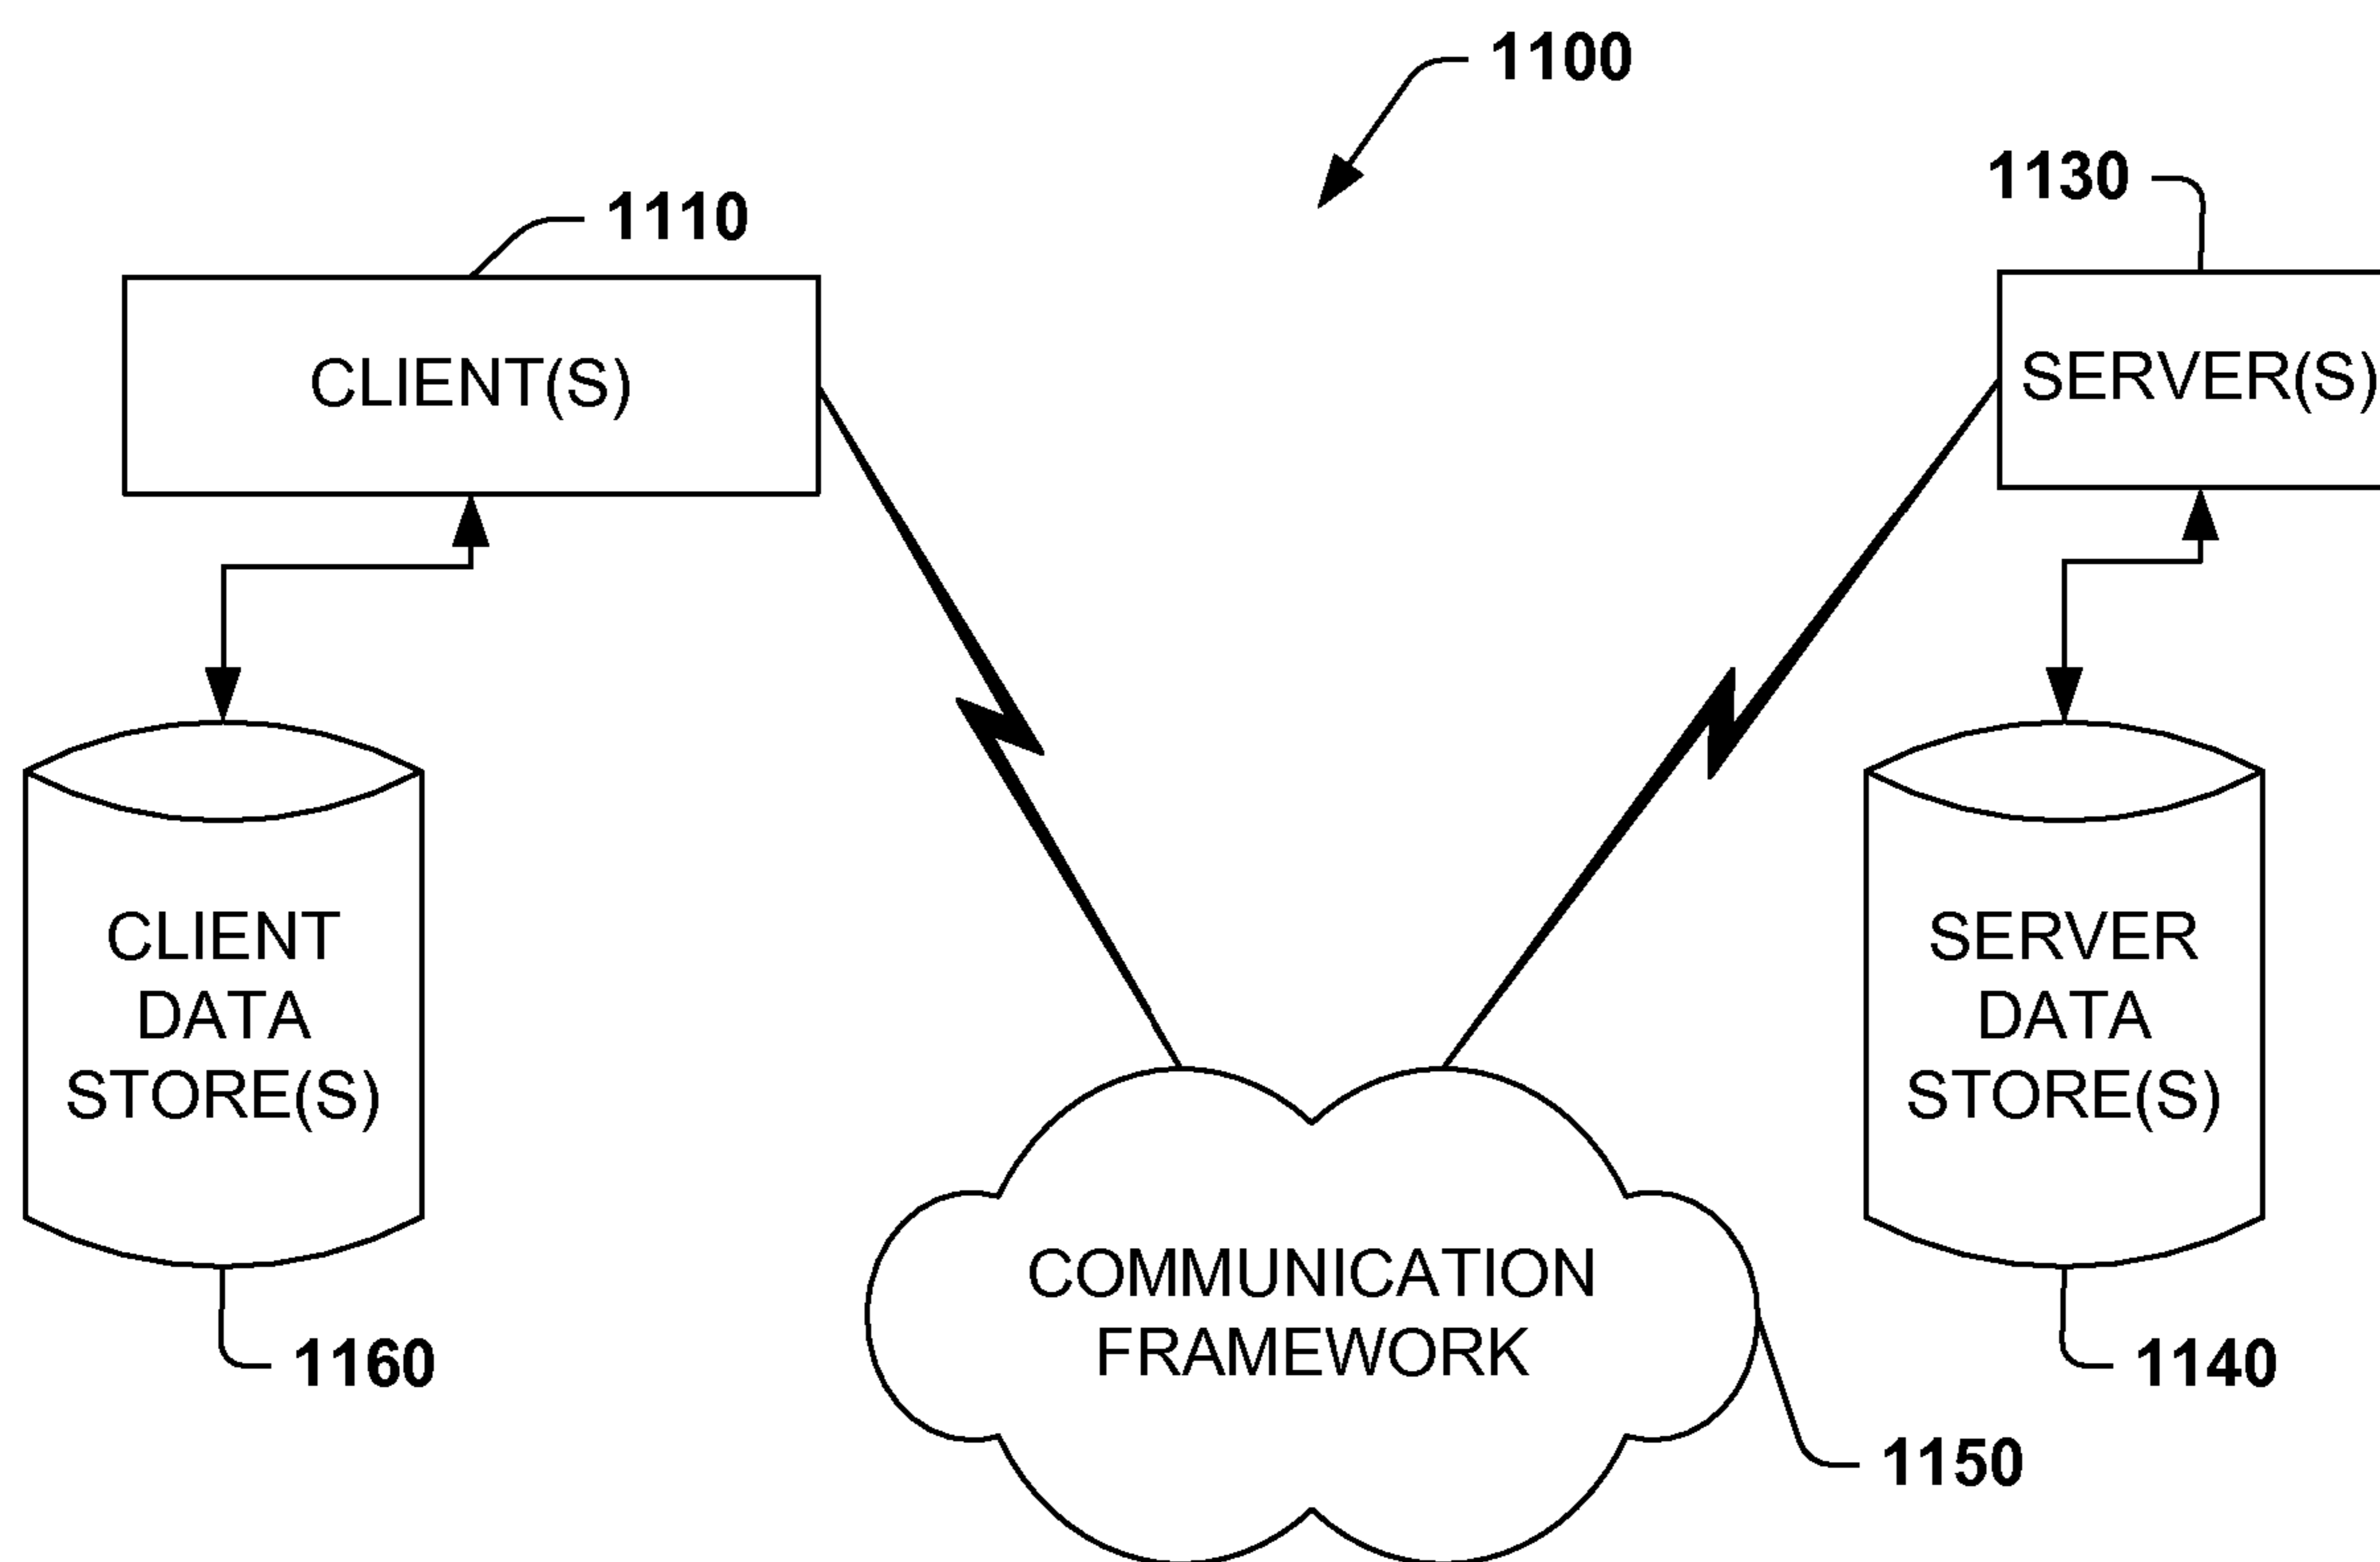 1100
1110
1130
CLIENT(S)
SERVER(S)
CLIENT
DATA
STORE(S)
SERVER
DATA
STORE(S)
COMMUNICATION
FRAMEWORK
1160
1140
1150